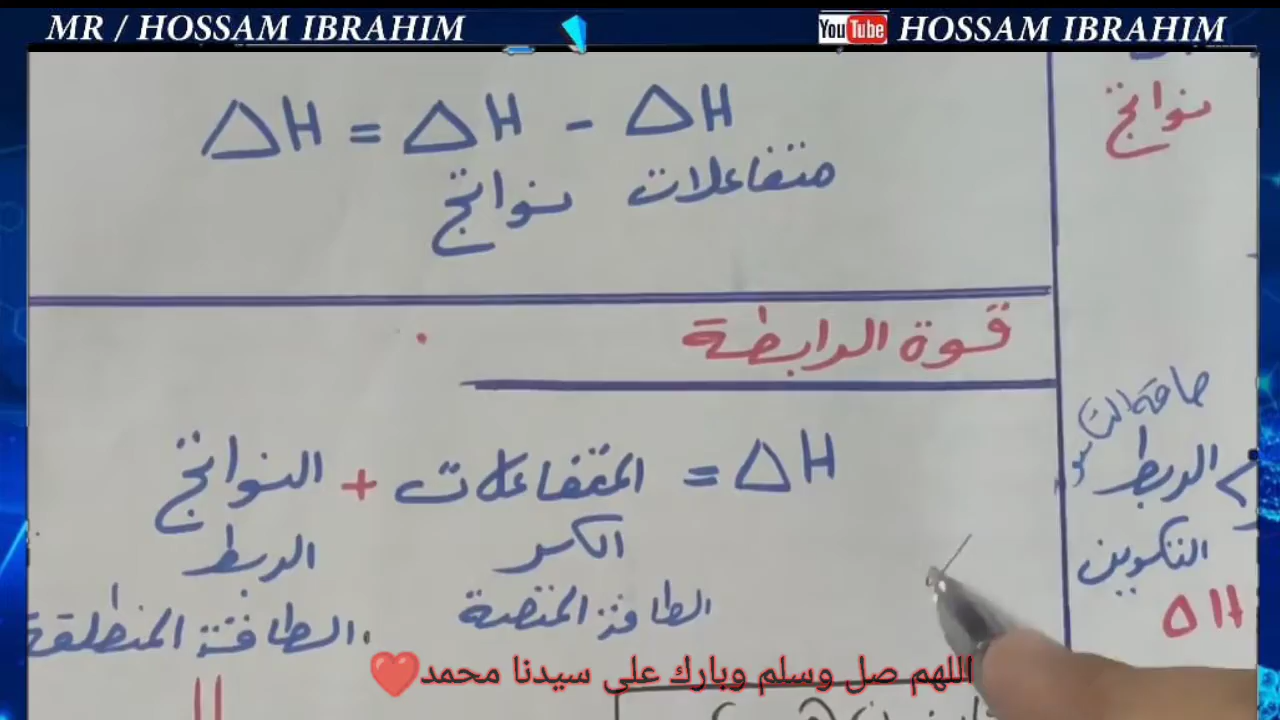 MR / HOSSAM IBRAHIM
YouTube HOSSAM IBRAHIM
نواتج
ΔH = ΔH - ΔH
نواتج متفاعلات
قوة الرابطة
ΔH = المتفاعلات + النواتج
الكسر الربط
الطاقة الممتصة الطاقة المنطلقة
الربط
التكوين
ΔH
اللهم صل وسلم وبارك على سيدنا محمد❤️